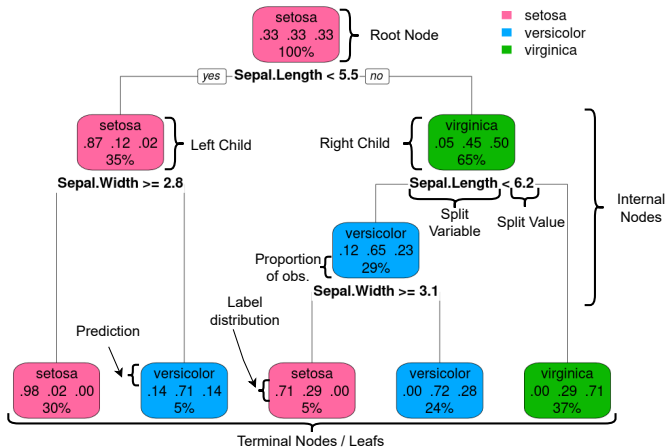 setosa
.33 .33 .33
100%
Root Node
setosa
versicolor
virginica
yes
Sepal.Length < 5.5
no
setosa
.87 .12 .02
35%
Left Child
Right Child
virginica
.05 .45 .50
65%
Sepal.Width >= 2.8
Sepal.Length < 6.2
Split
Variable
Split Value
Internal
Nodes
versicolor
.12 .65 .23
29%
Proportion
of obs.
Sepal.Width >= 3.1
Label
distribution
Prediction
setosa
.98 .02 .00
30%
versicolor
.14 .71 .14
5%
setosa
.71 .29 .00
5%
versicolor
.00 .72 .28
24%
virginica
.00 .29 .71
37%
Terminal Nodes / Leafs